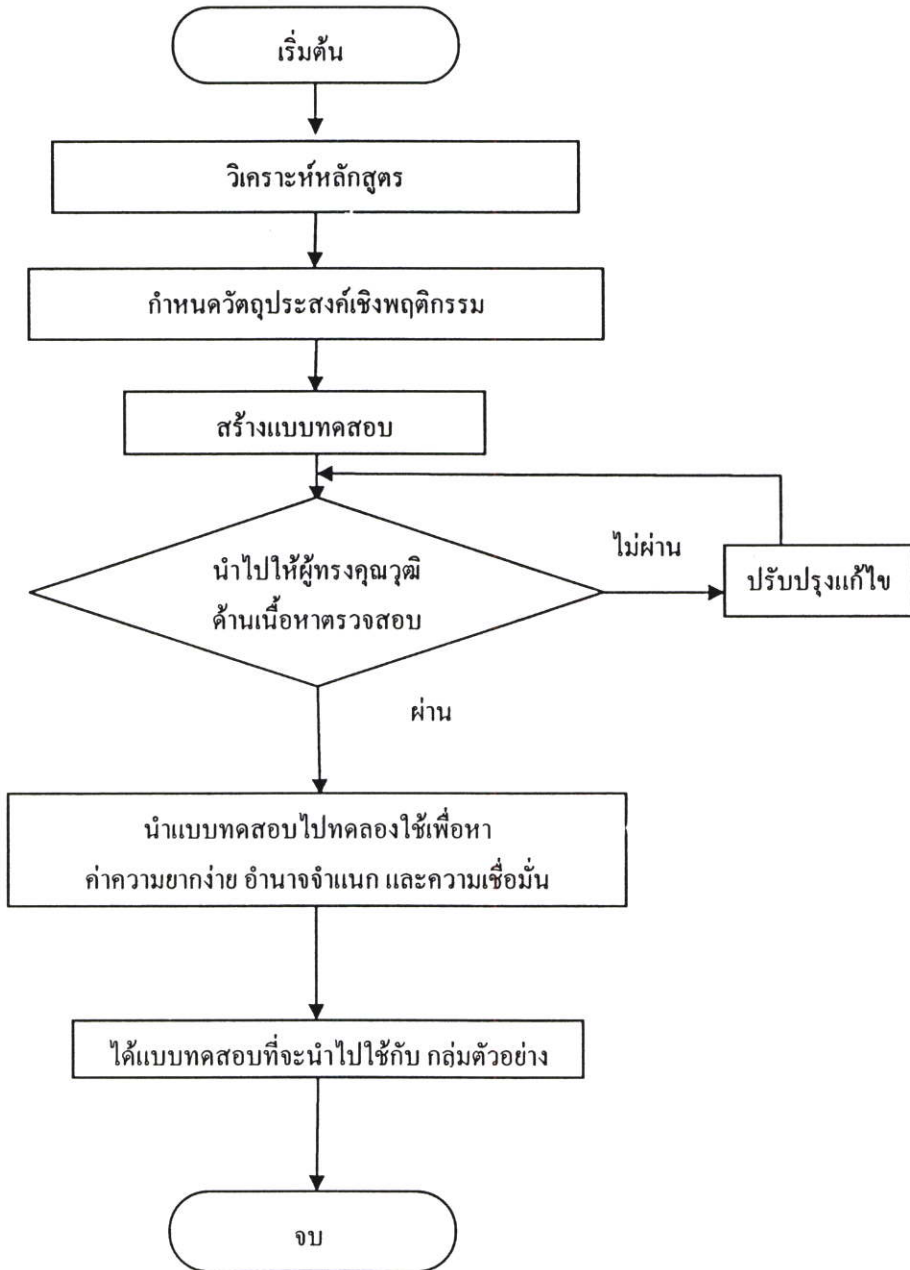 เริ่มต้น
วิเคราะห์หลักสูตร
กำหนดวัตถุประสงค์เชิงพฤติกรรม
สร้างแบบทดสอบ
นำไปให้ผู้ทรงคุณวุฒิ
ด้านเนื้อหาตรวจสอบ
ไม่ผ่าน
ปรับปรุงแก้ไข
ผ่าน
นำแบบทดสอบไปทดลองใช้เพื่อหา
ค่าความยากง่าย อำนาจจำแนก และความเชื่อมั่น
ได้แบบทดสอบที่จะนำไปใช้กับ กลุ่มตัวอย่าง
จบ